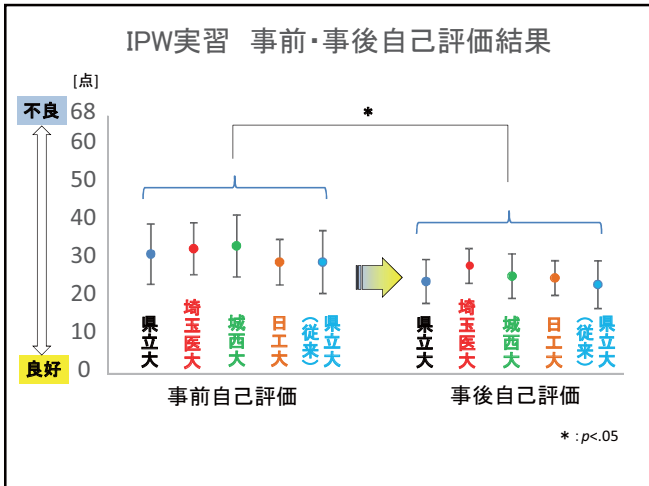 IPW実習 事前・事後自己評価結果
[点]
不良
68
60
50
40
30
20
10
0
良好
*
県立大
埼玉医大
城西大
日工大
県立大
(従来)
県立大
埼玉医大
城西大
日工大
県立大
(従来)
事前自己評価
事後自己評価
* : p<.05